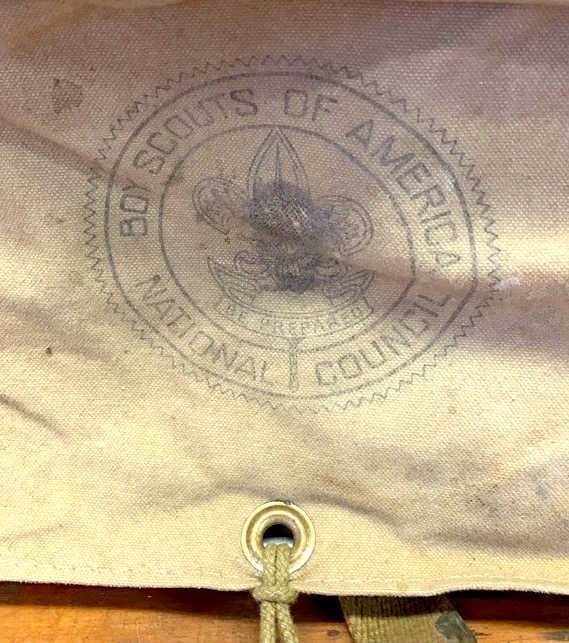 BOY SCOUTS OF AMERICA
BE PREPARED
NATIONAL COUNCIL